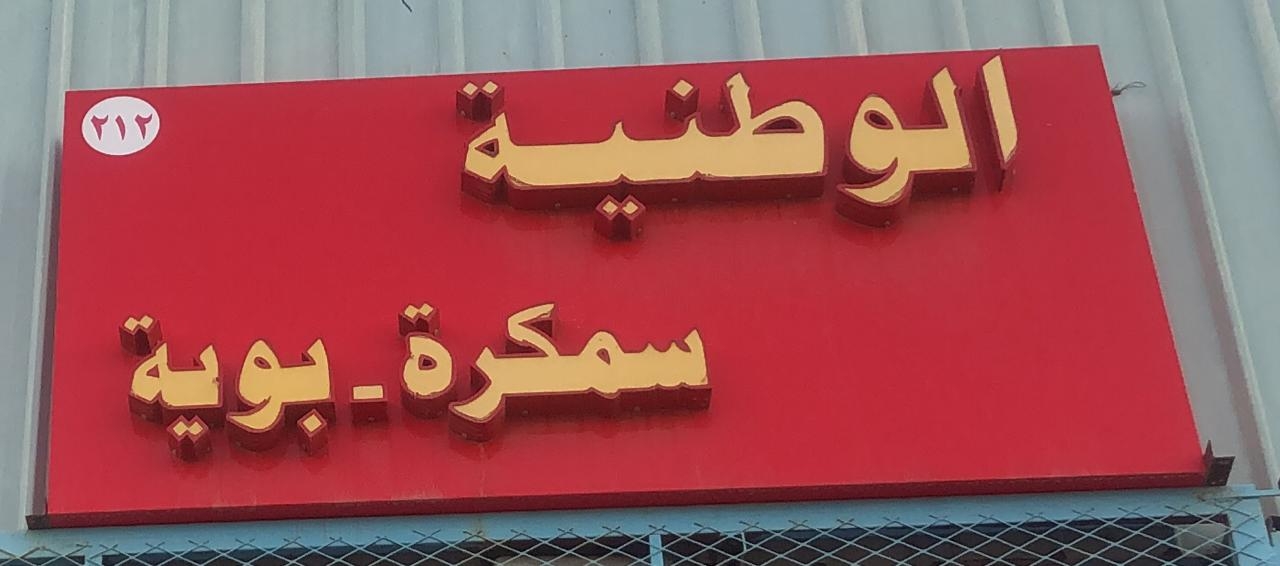 الوطنية
٢١٢
سمكرة - بوية